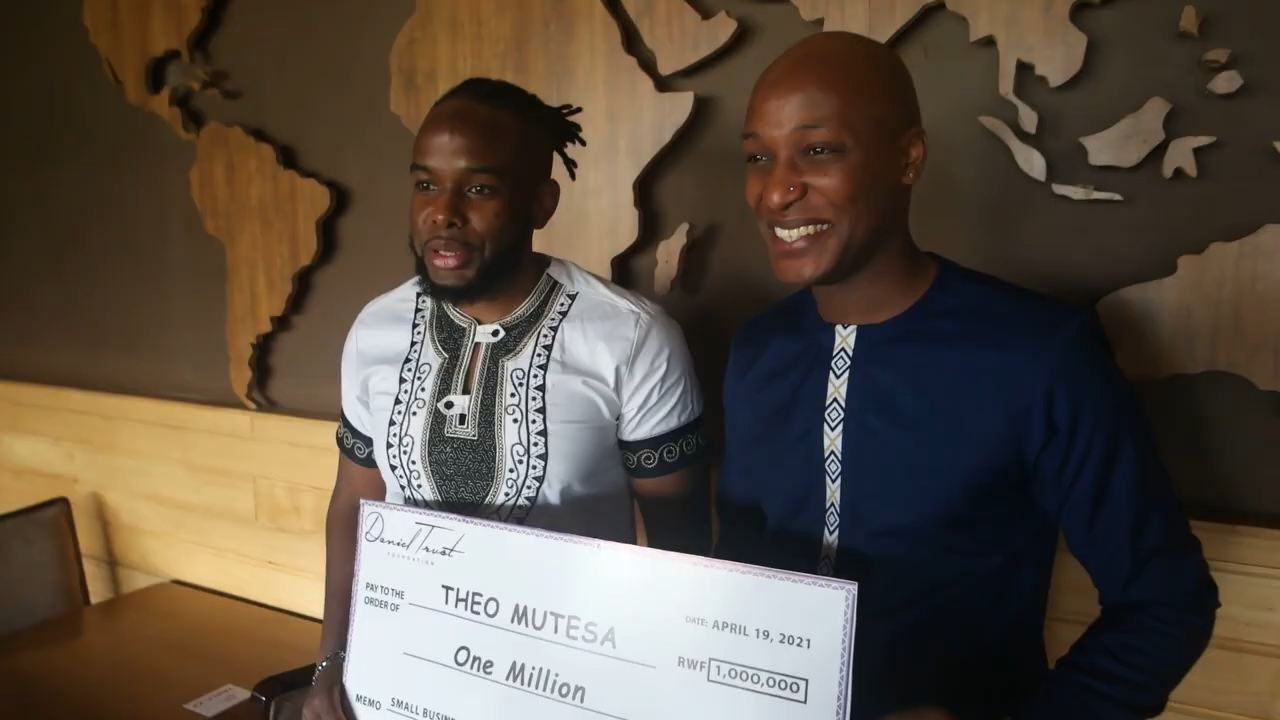 Daniel Trust
FOUNDATION
PAY TO THE
ORDER OF
THEO MUTESA
DATE: APRIL 19, 2021
One Million
RWF 1,000,000
MEMO SMALL BUSIN